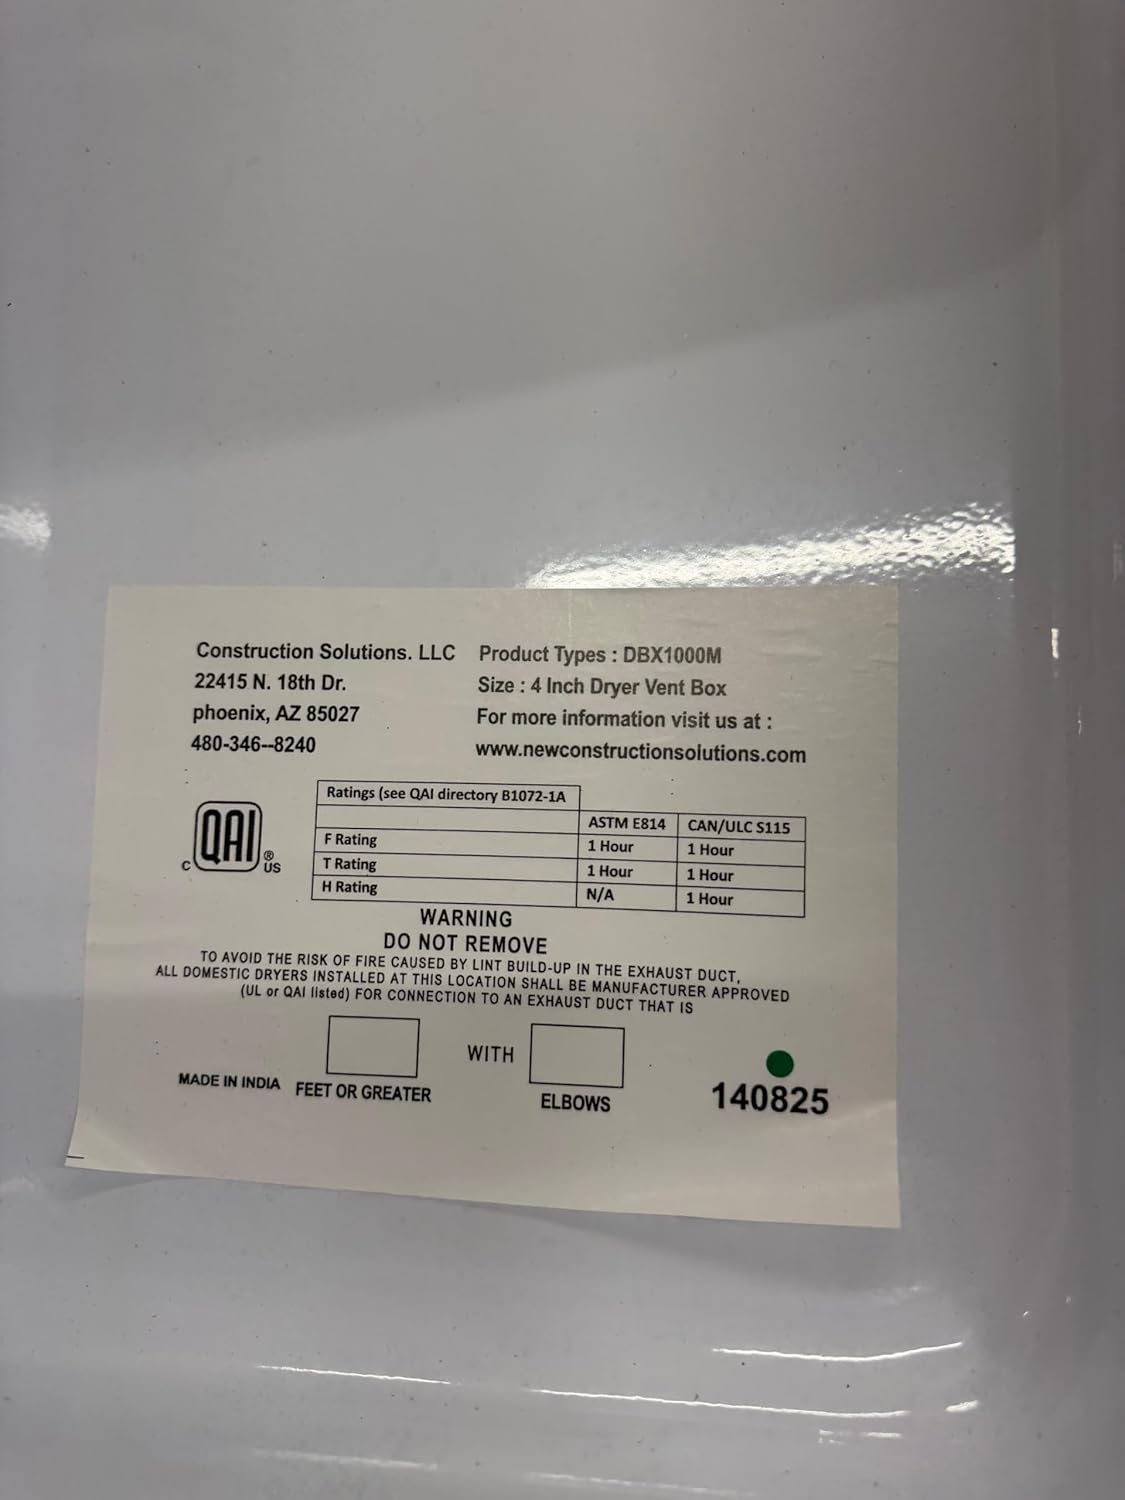 Construction Solutions. LLC
22415 N. 18th Dr.
phoenix, AZ 85027
480-346--8240
Product Types : DBX1000M
Size : 4 Inch Dryer Vent Box
For more information visit us at :
www.newconstructionsolutions.com
C QAI ® US
Ratings (see QAI directory B1072-1A
ASTM E814 CAN/ULC S115
F Rating 1 Hour 1 Hour
T Rating 1 Hour 1 Hour
H Rating N/A 1 Hour
WARNING
DO NOT REMOVE
TO AVOID THE RISK OF FIRE CAUSED BY LINT BUILD-UP IN THE EXHAUST DUCT,
ALL DOMESTIC DRYERS INSTALLED AT THIS LOCATION SHALL BE MANUFACTURER APPROVED
(UL or QAI listed) FOR CONNECTION TO AN EXHAUST DUCT THAT IS
WITH
MADE IN INDIA FEET OR GREATER ELBOWS 140825